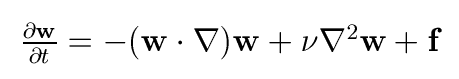 ∂𝐰/∂t = −(𝐰 · ∇)𝐰 + ν∇²𝐰 + 𝐟